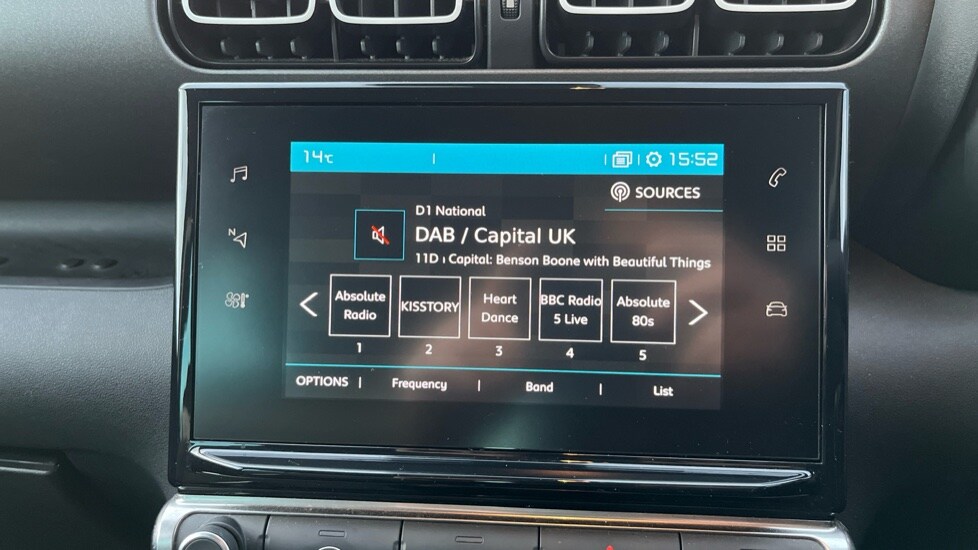 14°C
15:52
SOURCES
D1 National
DAB / Capital UK
11D Capital: Benson Boone with Beautiful Things
Absolute Radio
KISSTORY
Heart Dance
BBC Radio 5 Live
Absolute 80s
1 2 3 4 5
OPTIONS | Frequency | Band | List
N